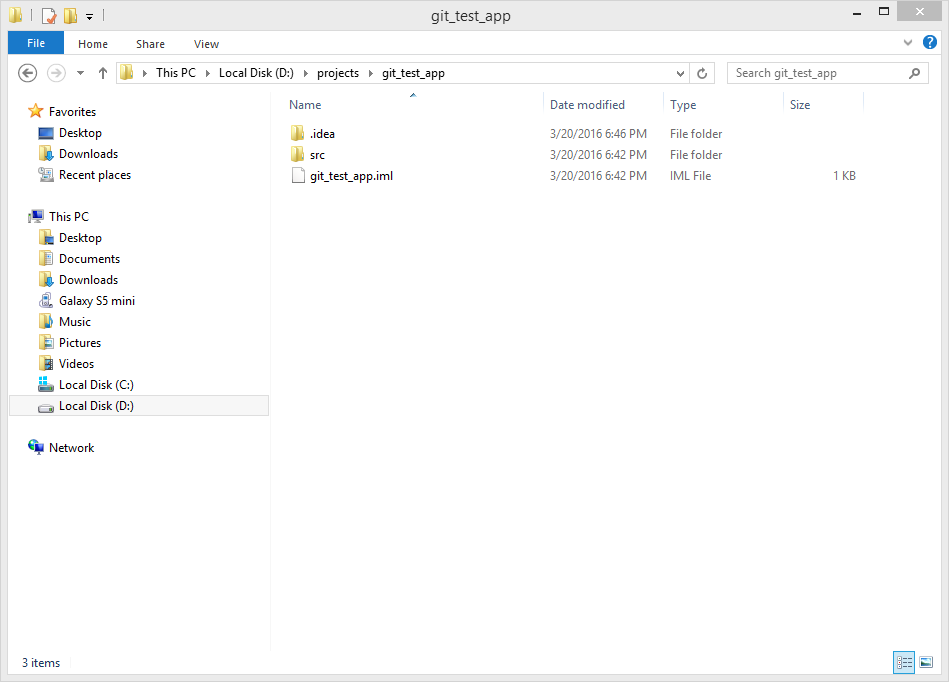 git_test_app
File Home Share View
This PC Local Disk (D:) projects git_test_app Search git_test_app
Favorites
Desktop
Downloads
Recent places
This PC
Desktop
Documents
Downloads
Galaxy S5 mini
Music
Pictures
Videos
Local Disk (C:)
Local Disk (D:)
Network
Name Date modified Type Size
.idea 3/20/2016 6:46 PM File folder
src 3/20/2016 6:42 PM File folder
git_test_app.iml 3/20/2016 6:42 PM IML File 1 KB
3 items